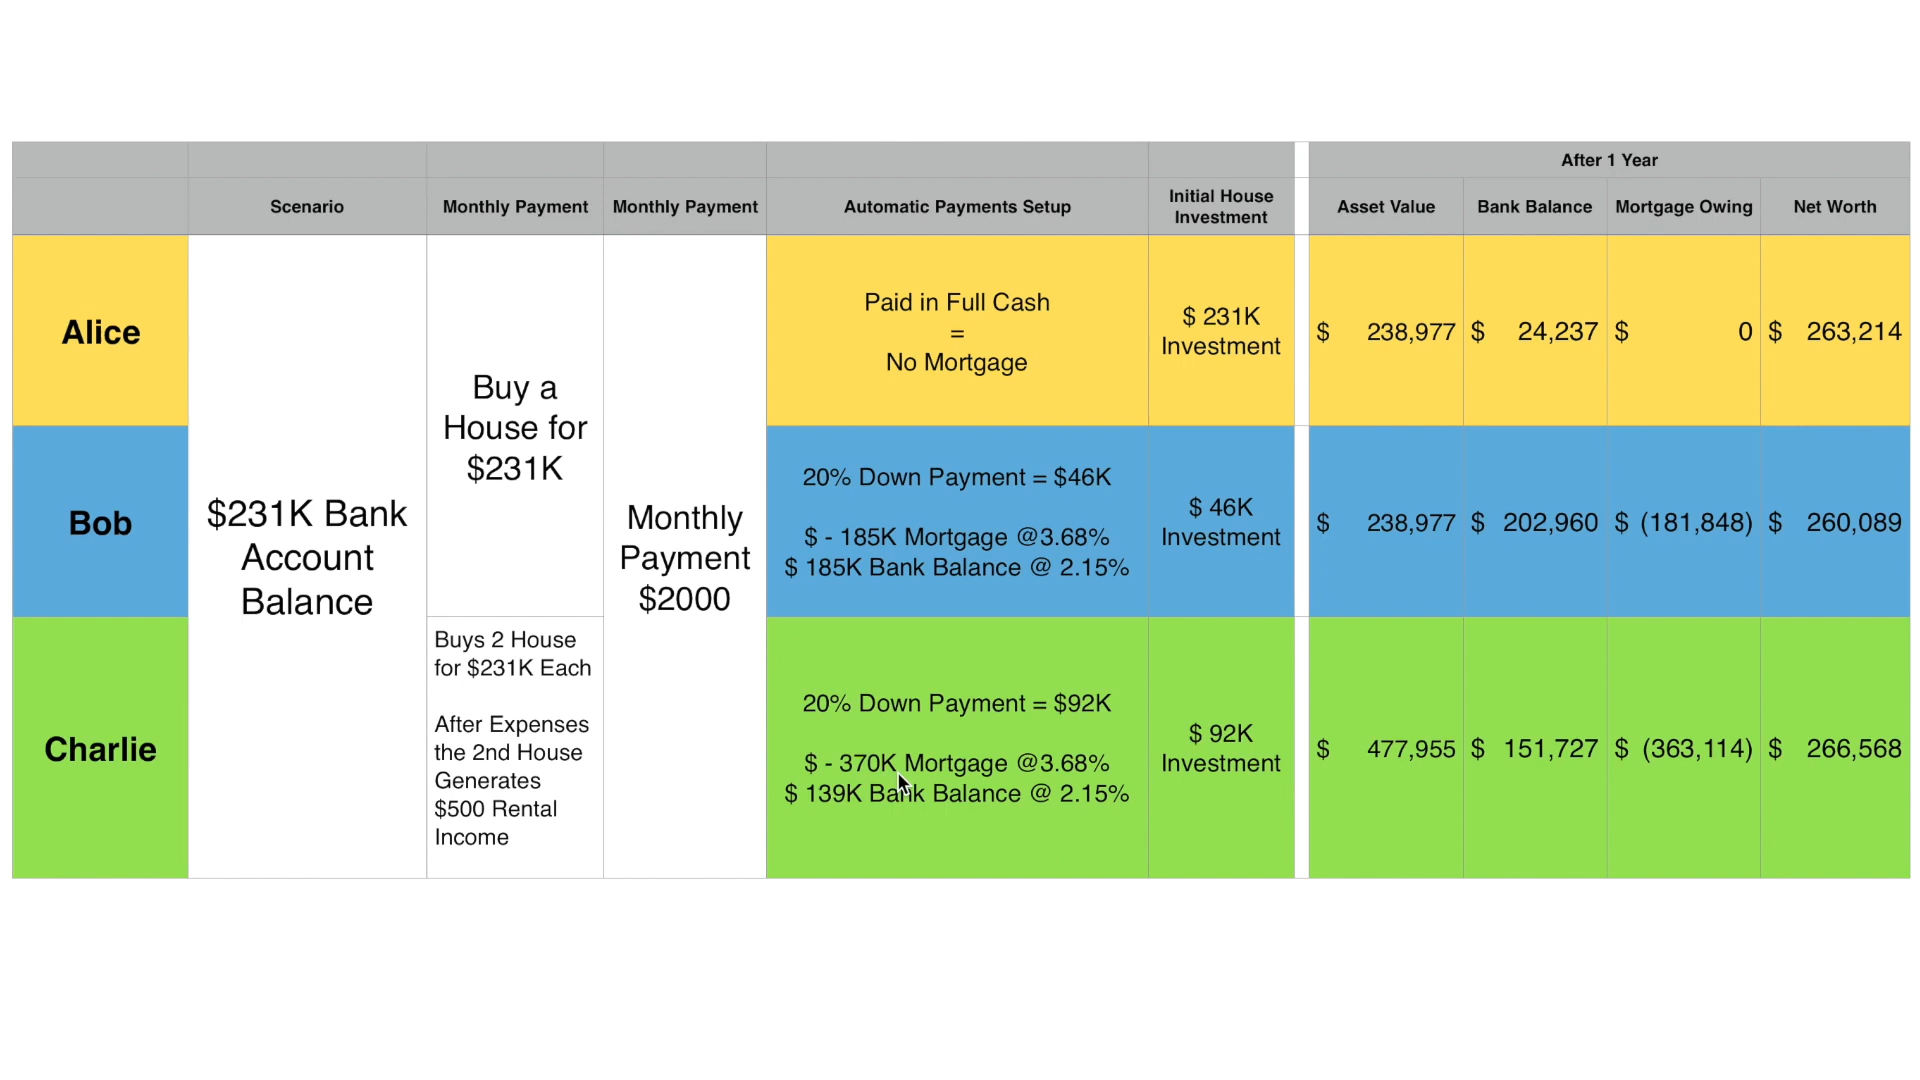 After 1 Year
Scenario
Monthly Payment
Monthly Payment
Automatic Payments Setup
Initial House
Investment
Asset Value
Bank Balance
Mortgage Owing
Net Worth
Alice
$231K Bank
Account
Balance
Buy a
House for
$231K
Monthly
Payment
$2000
Paid in Full Cash
=
No Mortgage
$ 231K
Investment
$ 238,977
$ 24,237
$ 0
$ 263,214
Bob
20% Down Payment = $46K
$ - 185K Mortgage @3.68%
$ 185K Bank Balance @ 2.15%
$ 46K
Investment
$ 238,977
$ 202,960
$ (181,848)
$ 260,089
Charlie
Buys 2 House
for $231K Each
After Expenses
the 2nd House
Generates
$500 Rental
Income
20% Down Payment = $92K
$ - 370K Mortgage @3.68%
$ 139K Bank Balance @ 2.15%
$ 92K
Investment
$ 477,955
$ 151,727
$ (363,114)
$ 266,568